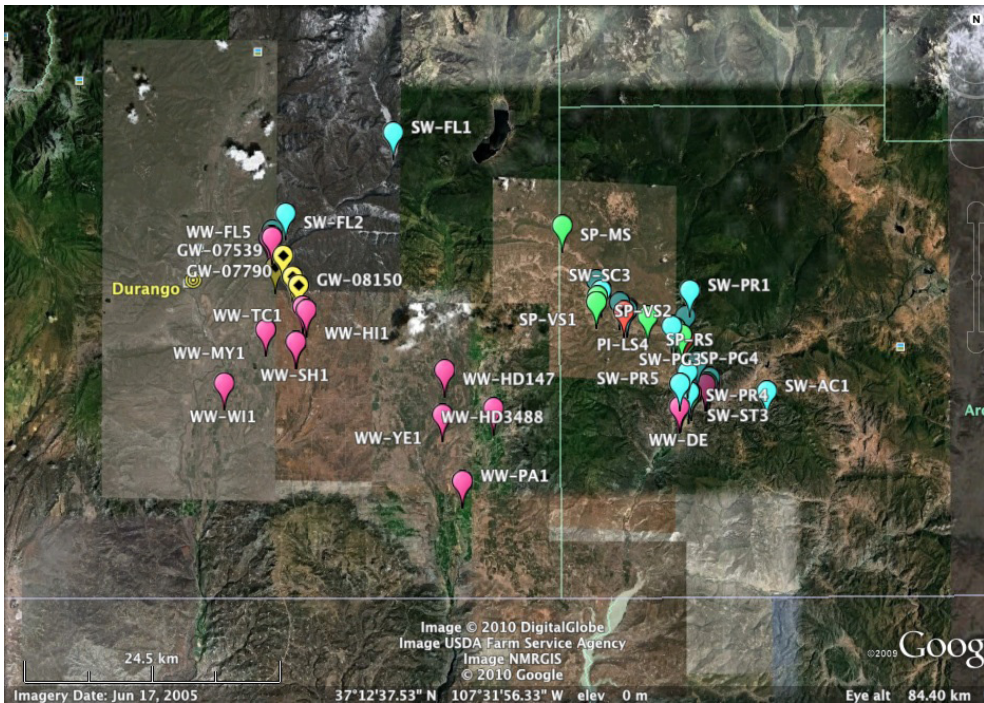 N
SW-FL1
SW-FL2
WW-FL5
GW-07539
GW-07790
GW-08150
Durango
SP-MS
SW-SC3
SW-PR1
SP-VS2
SP-VS1
WW-TC1
WW-HI1
PI-LS4
SP-RS
WW-MY1
SW-PG3
SP-PG4
WW-SH1
WW-HD147
SW-PR5
SW-AC1
SW-PR4
WW-WI1
WW-HD3488
SW-ST3
WW-YE1
WW-DE
WW-PA1
Image © 2010 DigitalGlobe
Image USDA Farm Service Agency
Image NMRGIS
© 2010 Google
©2009 Goog
24.5 km
Imagery Date: Jun 17, 2005 37°12'37.53" N 107°31'56.33" W elev 0 m Eye alt 84.40 km